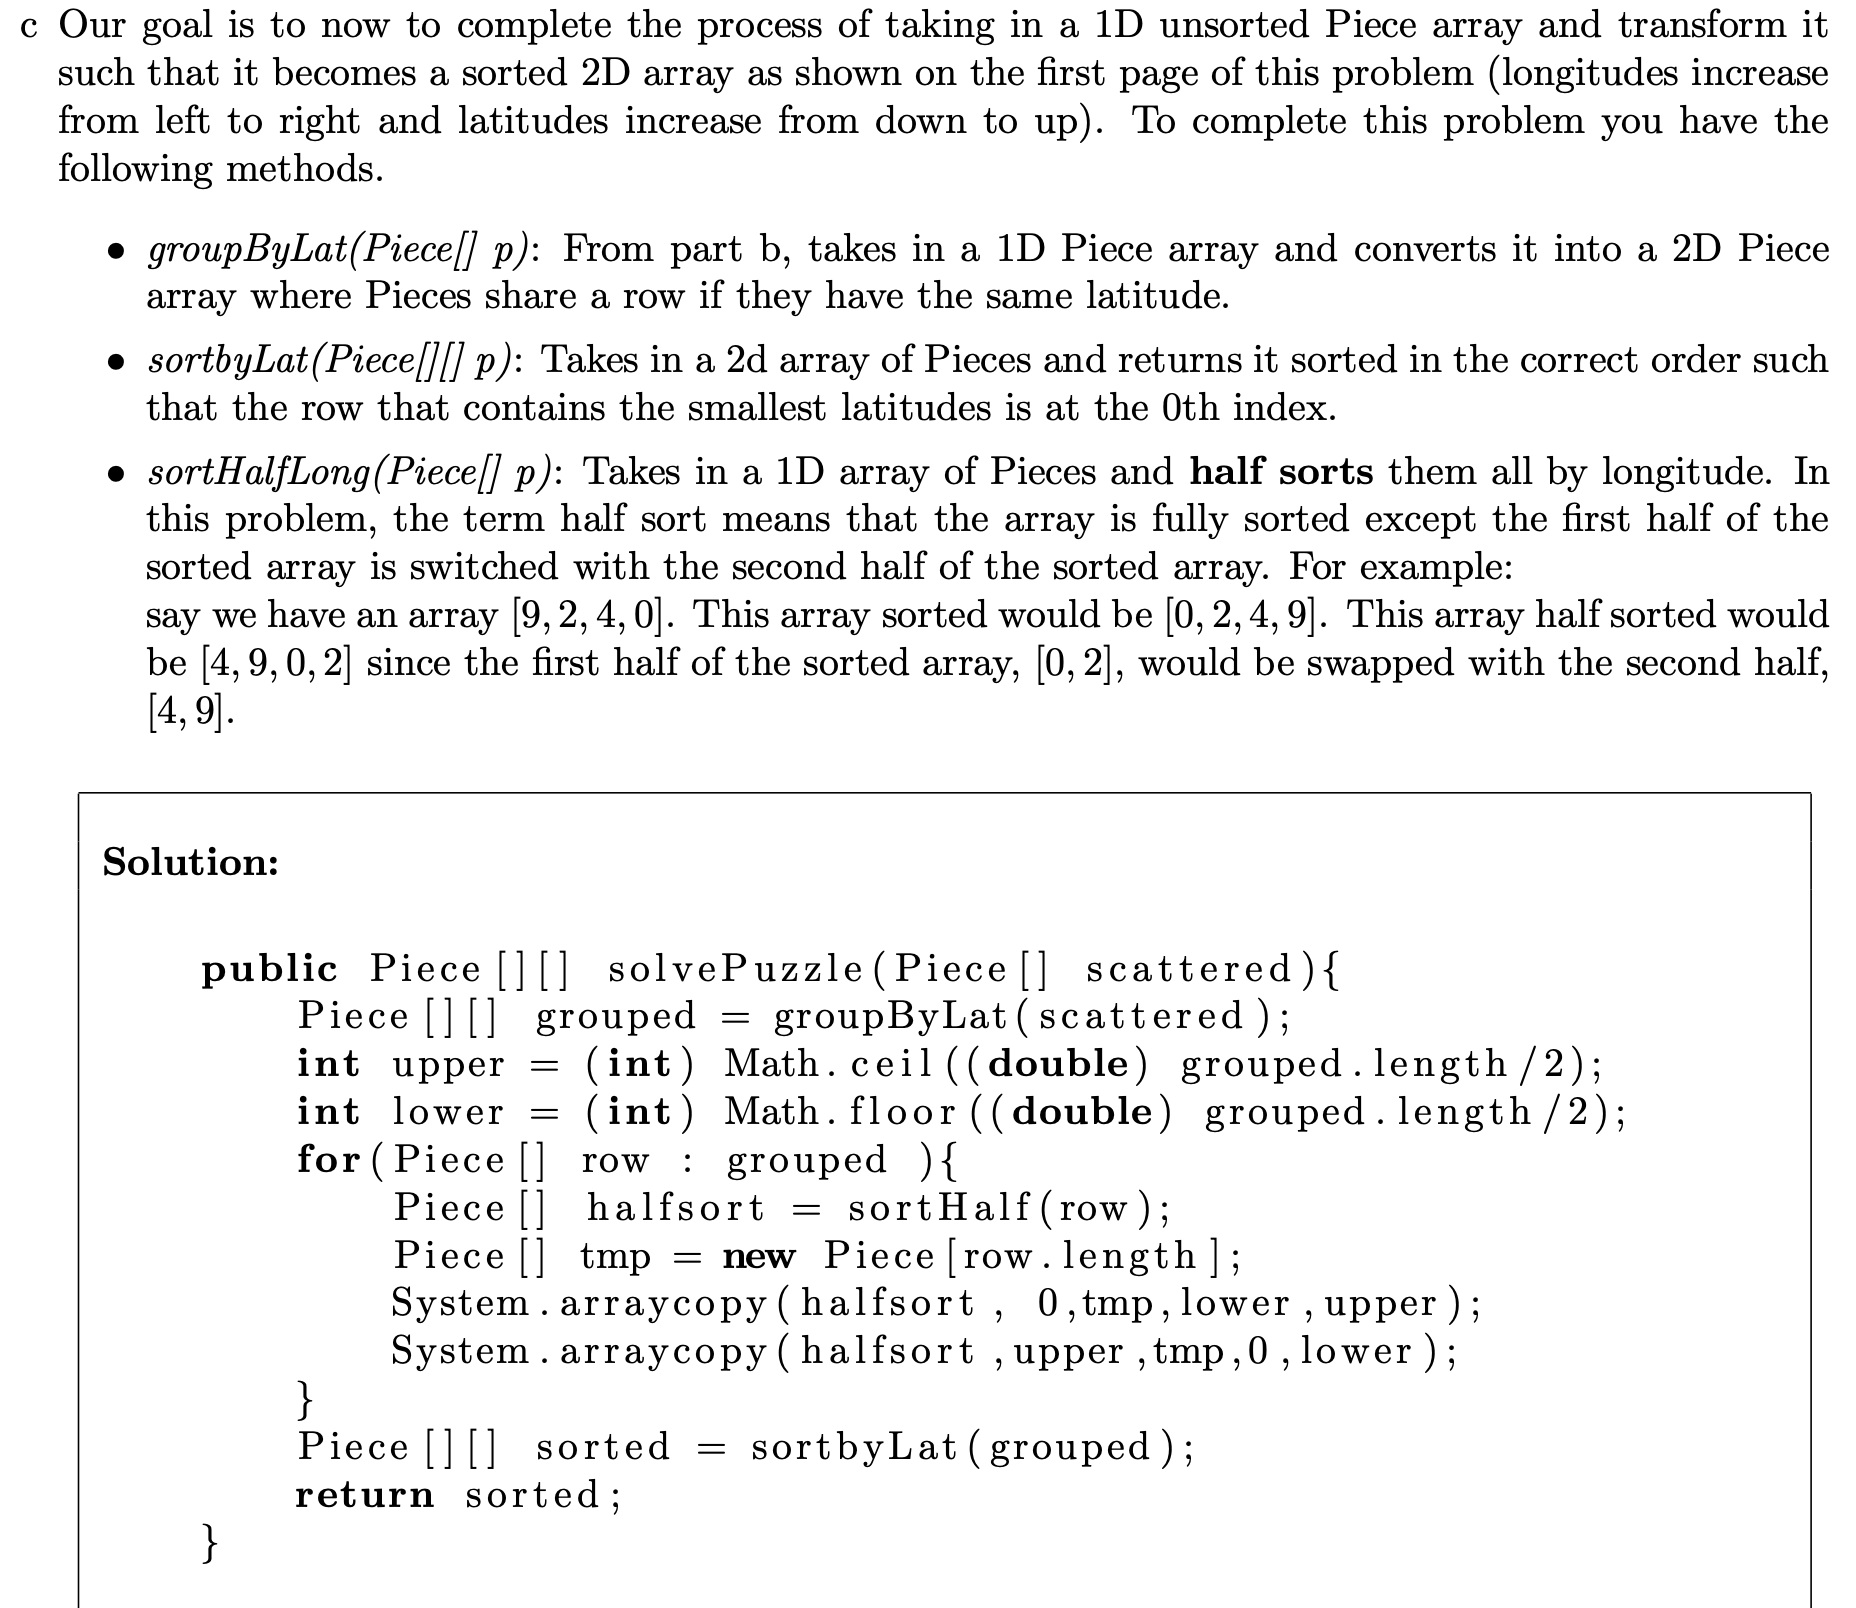 c Our goal is to now to complete the process of taking in a 1D unsorted Piece array and transform it
such that it becomes a sorted 2D array as shown on the first page of this problem (longitudes increase
from left to right and latitudes increase from down to up). To complete this problem you have the
following methods.
• groupByLat(Piece[] p): From part b, takes in a 1D Piece array and converts it into a 2D Piece
array where Pieces share a row if they have the same latitude.
• sortbyLat(Piece[][] p): Takes in a 2d array of Pieces and returns it sorted in the correct order such
that the row that contains the smallest latitudes is at the 0th index.
• sortHalfLong(Piece[] p): Takes in a 1D array of Pieces and half sorts them all by longitude. In
this problem, the term half sort means that the array is fully sorted except the first half of the
sorted array is switched with the second half of the sorted array. For example:
say we have an array [9, 2, 4, 0]. This array sorted would be [0, 2, 4, 9]. This array half sorted would
be [4, 9, 0, 2] since the first half of the sorted array, [0, 2], would be swapped with the second half,
[4, 9].
Solution:
public Piece[][] solvePuzzle(Piece[] scattered){
Piece[][] grouped = groupByLat(scattered);
int upper = (int) Math.ceil((double) grouped.length/2);
int lower = (int) Math.floor((double) grouped.length/2);
for(Piece[] row : grouped ){
Piece[] halfsort = sortHalf(row);
Piece[] tmp = new Piece[row.length];
System.arraycopy(halfsort, 0,tmp,lower,upper);
System.arraycopy(halfsort,upper,tmp,0,lower);
}
Piece[][] sorted = sortbyLat(grouped);
return sorted;
}